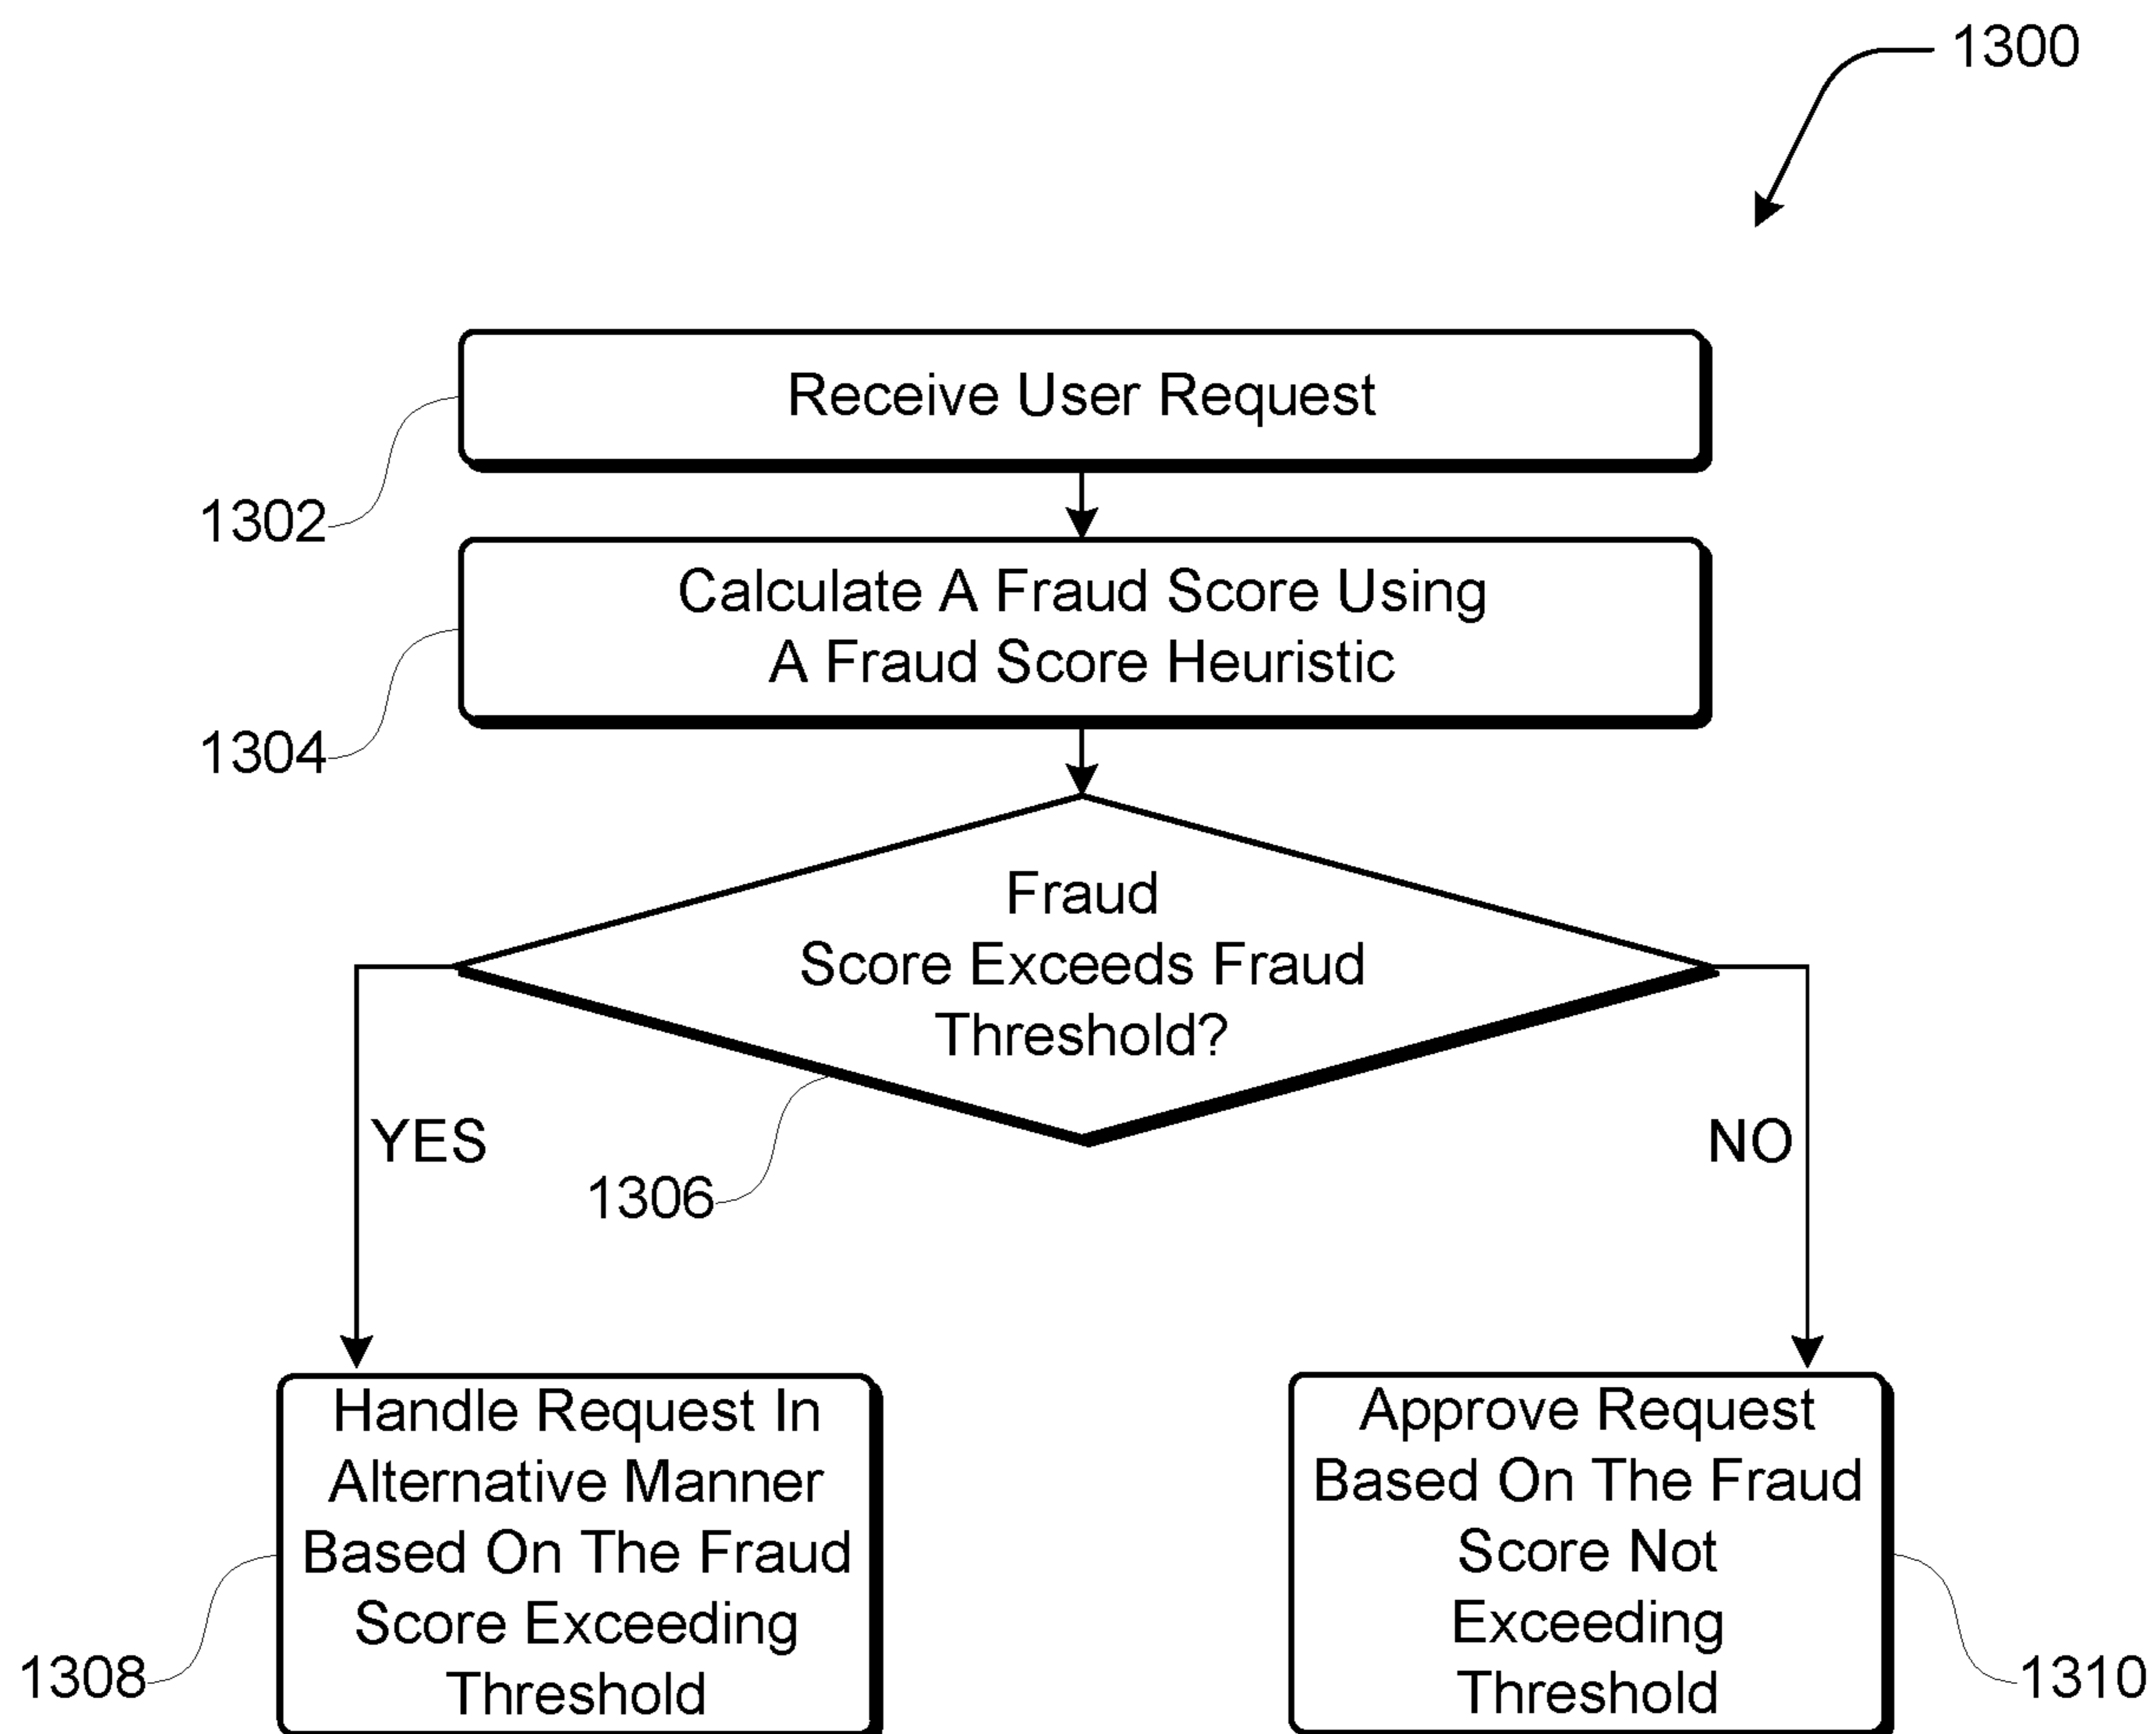 1300
Receive User Request
1302
Calculate A Fraud Score Using
A Fraud Score Heuristic
1304
Fraud
Score Exceeds Fraud
Threshold?
YES
NO
1306
Handle Request In
Alternative Manner
Based On The Fraud
Score Exceeding
Threshold
1308
Approve Request
Based On The Fraud
Score Not
Exceeding
Threshold
1310